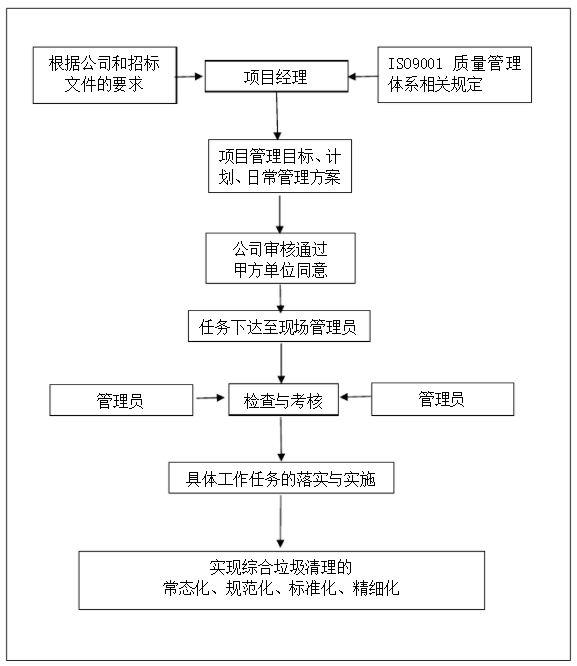 根据公司和招标
文件的要求
项目经理
ISO9001 质量管理
体系相关规定
项目管理目标、计
划、日常管理方案
公司审核通过
甲方单位同意
任务下达至现场管理员
管理员
检查与考核
管理员
具体工作任务的落实与实施
实现综合垃圾清理的
常态化、规范化、标准化、精细化